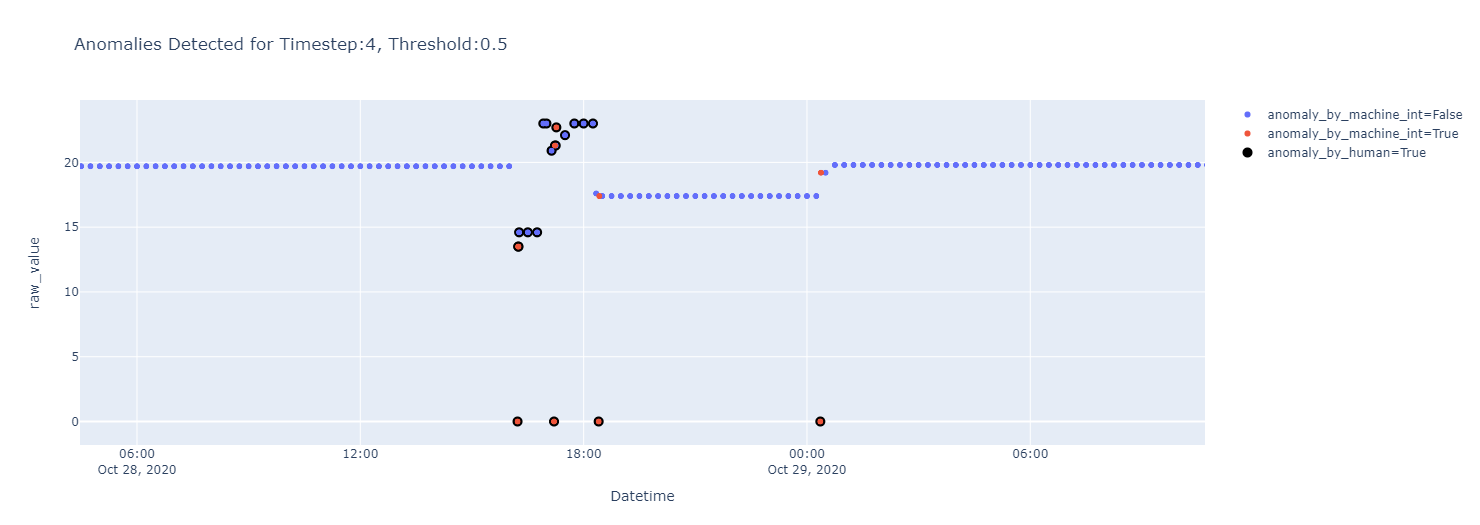 Anomalies Detected for Timestep:4, Threshold:0.5
anomaly_by_machine_int=False
anomaly_by_machine_int=True
anomaly_by_human=True
raw_value
20
15
10
5
0
06:00
Oct 28, 2020
12:00
18:00
00:00
Oct 29, 2020
06:00
Datetime